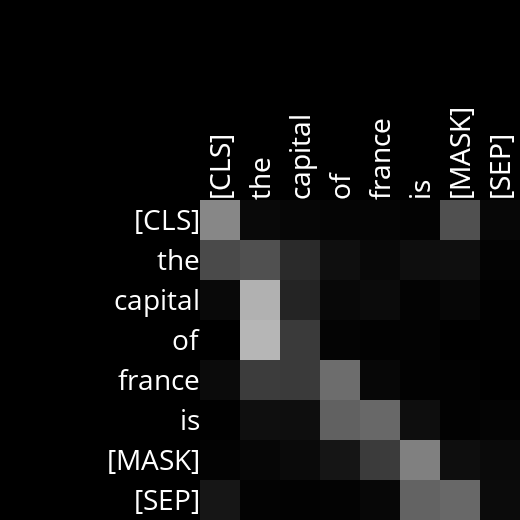 [CLS] the capital of france is [MASK] [SEP]
[CLS]
the
capital
of
france
is
[MASK]
[SEP]